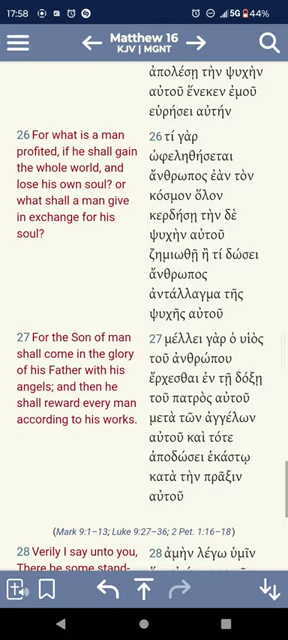 17:58
5G 44%
Matthew 16
KJV | MGNT
ἀπολέσῃ τὴν ψυχὴν
αὐτοῦ ἕνεκεν ἐμοῦ
εὑρήσει αὐτήν
26 For what is a man
profited, if he shall gain
the whole world, and
lose his own soul? or
what shall a man give
in exchange for his
soul?
26 τί γὰρ
ὠφεληθήσεται
ἄνθρωπος ἐὰν τὸν
κόσμον ὅλον
κερδήσῃ τὴν δὲ
ψυχὴν αὐτοῦ
ζημιωθῇ ἢ τί δώσει
ἄνθρωπος
ἀντάλλαγμα τῆς
ψυχῆς αὐτοῦ
27 For the Son of man
shall come in the glory
of his Father with his
angels; and then he
shall reward every man
according to his works.
27 μέλλει γὰρ ὁ υἱὸς
τοῦ ἀνθρώπου
ἔρχεσθαι ἐν τῇ δόξῃ
τοῦ πατρὸς αὐτοῦ
μετὰ τῶν ἀγγέλων
αὐτοῦ καὶ τότε
ἀποδώσει ἑκάστῳ
κατὰ τὴν πρᾶξιν
αὐτοῦ
(Mark 9:1–13; Luke 9:27–36; 2 Pet. 1:16–18)
28 Verily I say unto you,
There be some stand-
28 ἀμὴν λέγω ὑμῖν